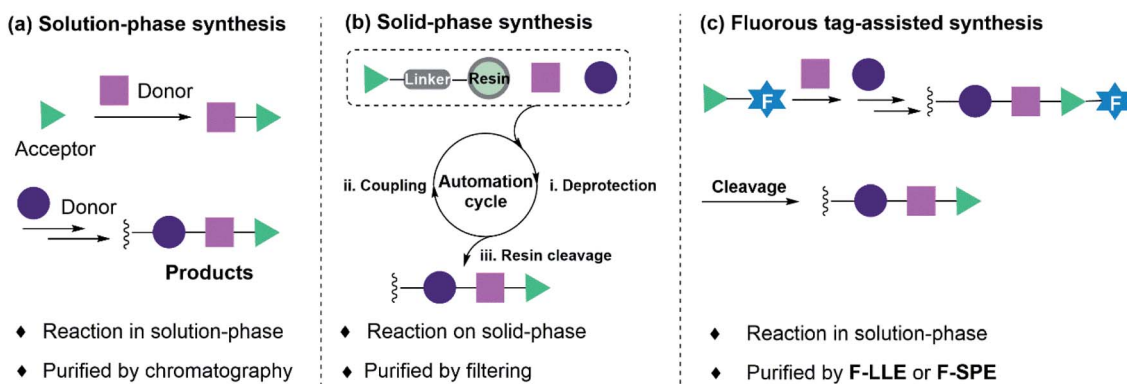 (a) Solution-phase synthesis
Donor
Acceptor
Donor
Products
♦ Reaction in solution-phase
♦ Purified by chromatography
(b) Solid-phase synthesis
Linker
Resin
ii. Coupling
Automation
cycle
i. Deprotection
iii. Resin cleavage
♦ Reaction on solid-phase
♦ Purified by filtering
(c) Fluorous tag-assisted synthesis
F
F
Cleavage
♦ Reaction in solution-phase
♦ Purified by F-LLE or F-SPE